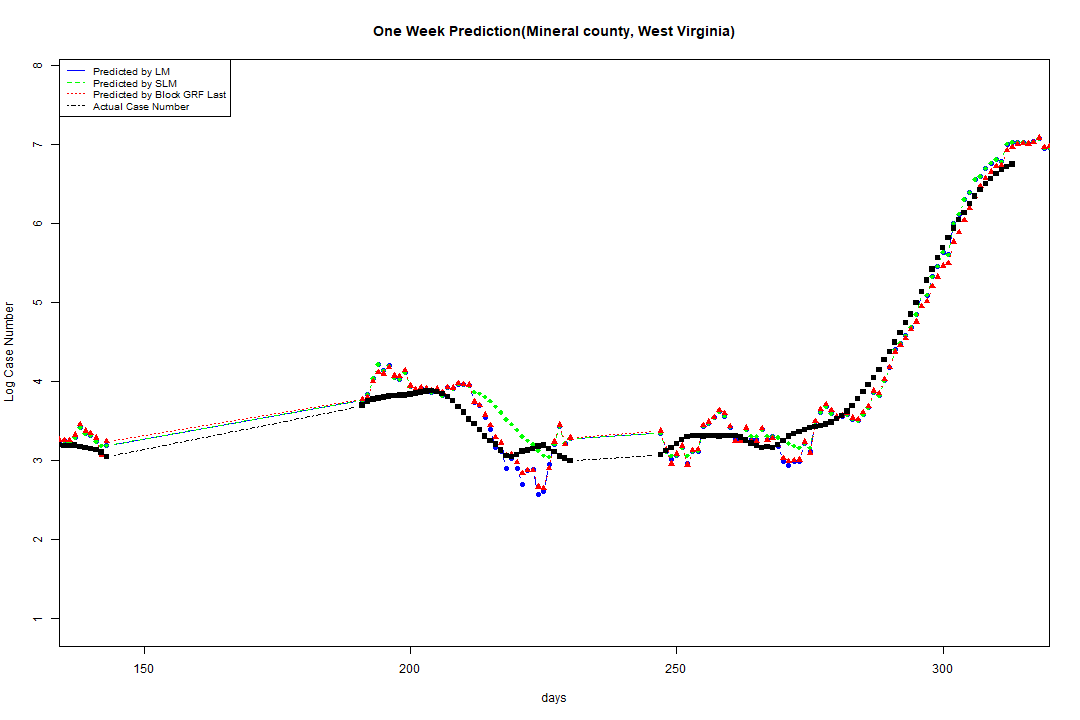 One Week Prediction(Mineral county, West Virginia)
Predicted by LM
Predicted by SLM
Predicted by Block GRF Last
Actual Case Number
8
7
6
5
4
3
2
1
Log Case Number
150 200 250 300
days